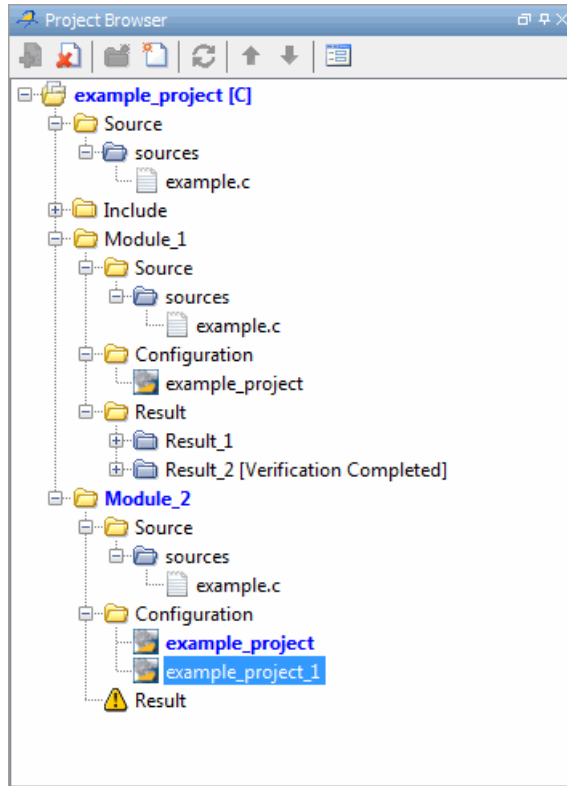 Project Browser
example_project [C]
Source
sources
example.c
Include
Module_1
Source
sources
example.c
Configuration
example_project
Result
Result_1
Result_2 [Verification Completed]
Module_2
Source
sources
example.c
Configuration
example_project
example_project_1
Result